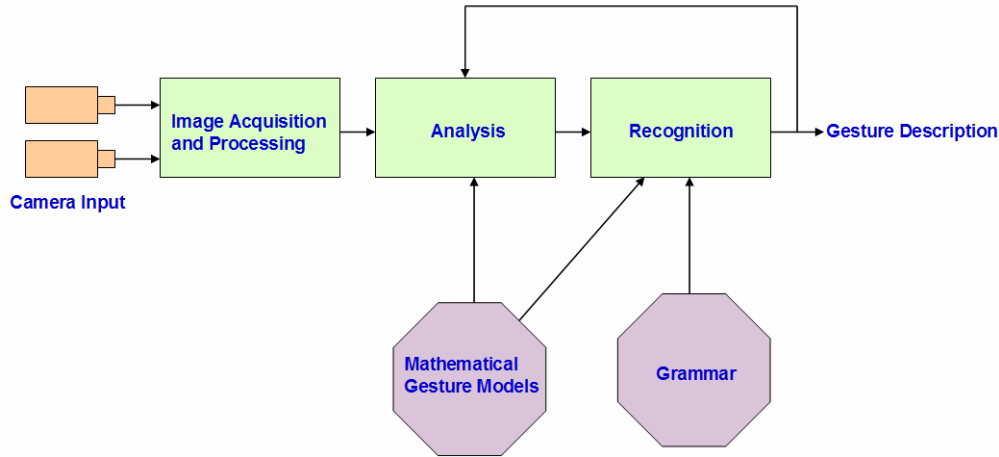 Image Acquisition
and Processing
Analysis
Recognition
Gesture Description
Camera Input
Mathematical
Gesture Models
Grammar